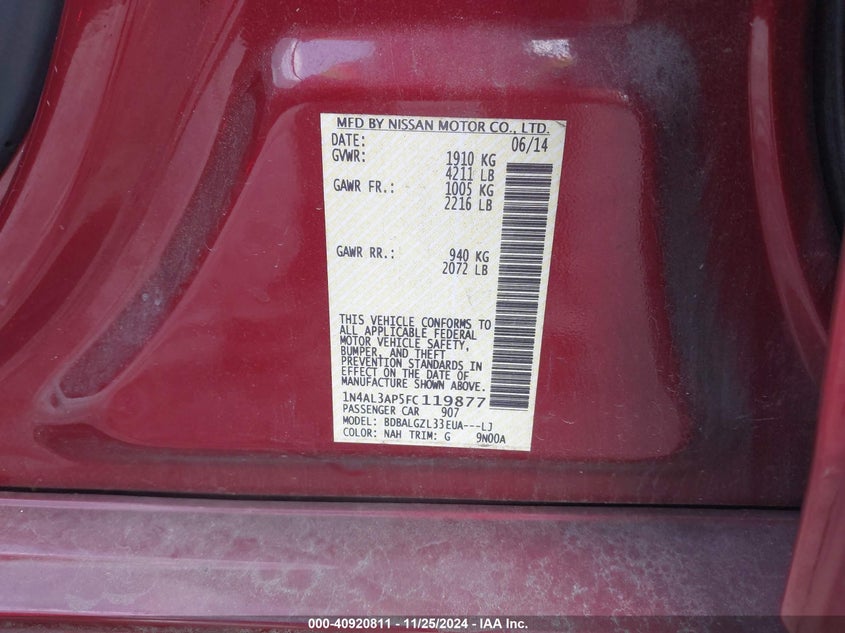 MFD BY NISSAN MOTOR CO., LTD.
DATE: 06/14
GVWR: 1910 KG
4211 LB
GAWR FR.: 1005 KG
2216 LB
GAWR RR.: 940 KG
2072 LB
THIS VEHICLE CONFORMS TO
ALL APPLICABLE FEDERAL
MOTOR VEHICLE SAFETY,
BUMPER, AND THEFT
PREVENTION STANDARDS IN
EFFECT ON THE DATE OF
MANUFACTURE SHOWN ABOVE.
1N4AL3AP5FC119877
PASSENGER CAR 907
MODEL: BDBALGZL33EUA---LJ
COLOR: NAH TRIM: G 9N00A
000-40920811 - 11/25/2024 - IAA Inc.